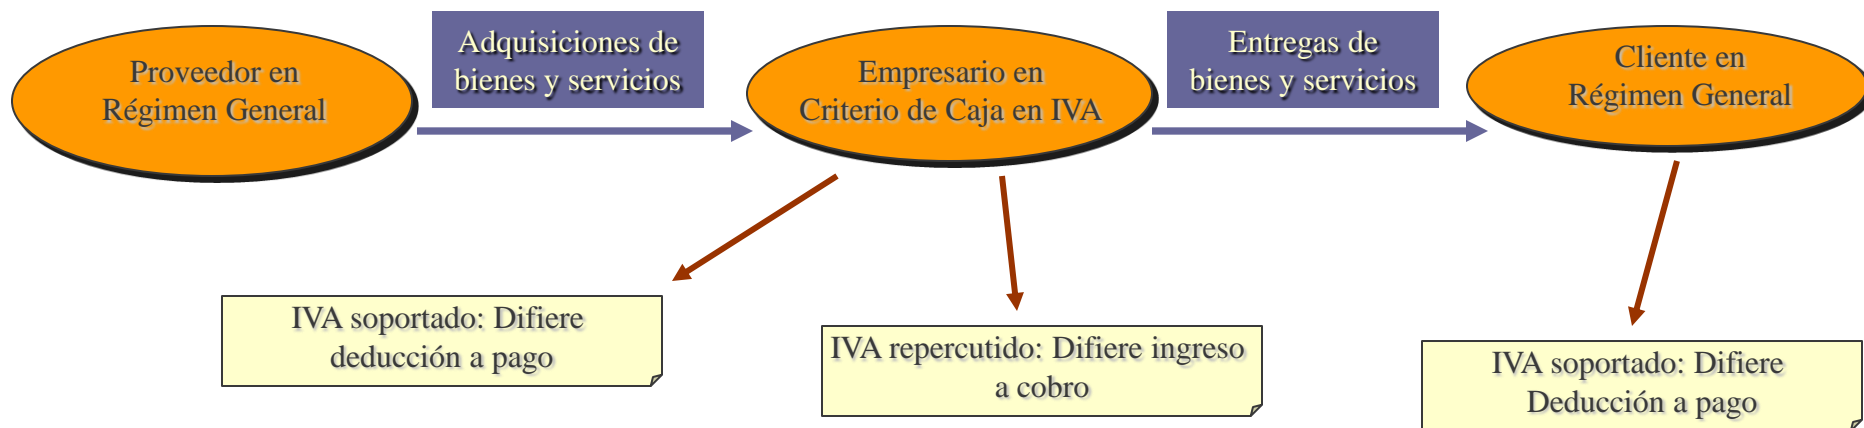 Proveedor en
Régimen General
Adquisiciones de
bienes y servicios
Empresario en
Criterio de Caja en IVA
Entregas de
bienes y servicios
Cliente en
Régimen General
IVA soportado: Difiere
deducción a pago
IVA repercutido: Difiere ingreso
a cobro
IVA soportado: Difiere
Deducción a pago